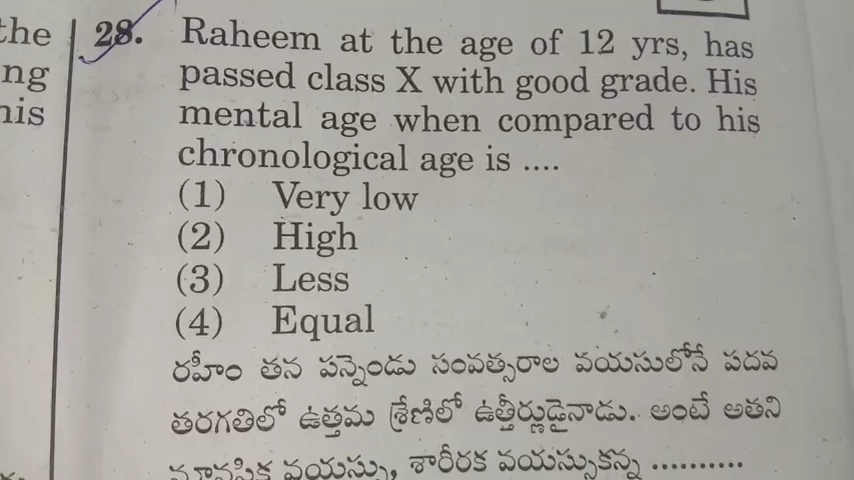 the
ng
his
28. Raheem at the age of 12 yrs, has
passed class X with good grade. His
mental age when compared to his
chronological age is ....
(1) Very low
(2) High
(3) Less
(4) Equal
రహీం తన పన్నెండు సంవత్సరాల వయసులోనే పదవ
తరగతిలో ఉత్తమ శ్రేణిలో ఉత్తీర్ణుడైనాడు. అంటే అతని
మానసిక వయస్సు, శారీరక వయస్సుకన్న ..........